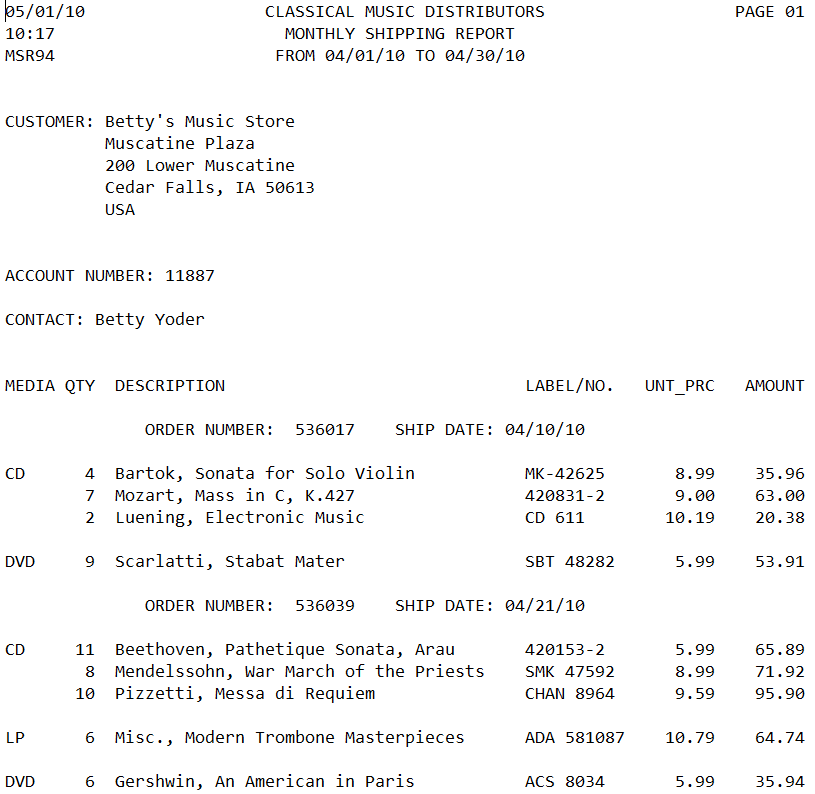 05/01/10 CLASSICAL MUSIC DISTRIBUTORS PAGE 01
10:17 MONTHLY SHIPPING REPORT
MSR94 FROM 04/01/10 TO 04/30/10
CUSTOMER: Betty's Music Store
Muscatine Plaza
200 Lower Muscatine
Cedar Falls, IA 50613
USA
ACCOUNT NUMBER: 11887
CONTACT: Betty Yoder
MEDIA QTY DESCRIPTION LABEL/NO. UNT_PRC AMOUNT
ORDER NUMBER: 536017 SHIP DATE: 04/10/10
CD 4 Bartok, Sonata for Solo Violin MK-42625 8.99 35.96
7 Mozart, Mass in C, K.427 420831-2 9.00 63.00
2 Luening, Electronic Music CD 611 10.19 20.38
DVD 9 Scarlatti, Stabat Mater SBT 48282 5.99 53.91
ORDER NUMBER: 536039 SHIP DATE: 04/21/10
CD 11 Beethoven, Pathetique Sonata, Arau 420153-2 5.99 65.89
8 Mendelssohn, War March of the Priests SMK 47592 8.99 71.92
10 Pizzetti, Messa di Requiem CHAN 8964 9.59 95.90
LP 6 Misc., Modern Trombone Masterpieces ADA 581087 10.79 64.74
DVD 6 Gershwin, An American in Paris ACS 8034 5.99 35.94